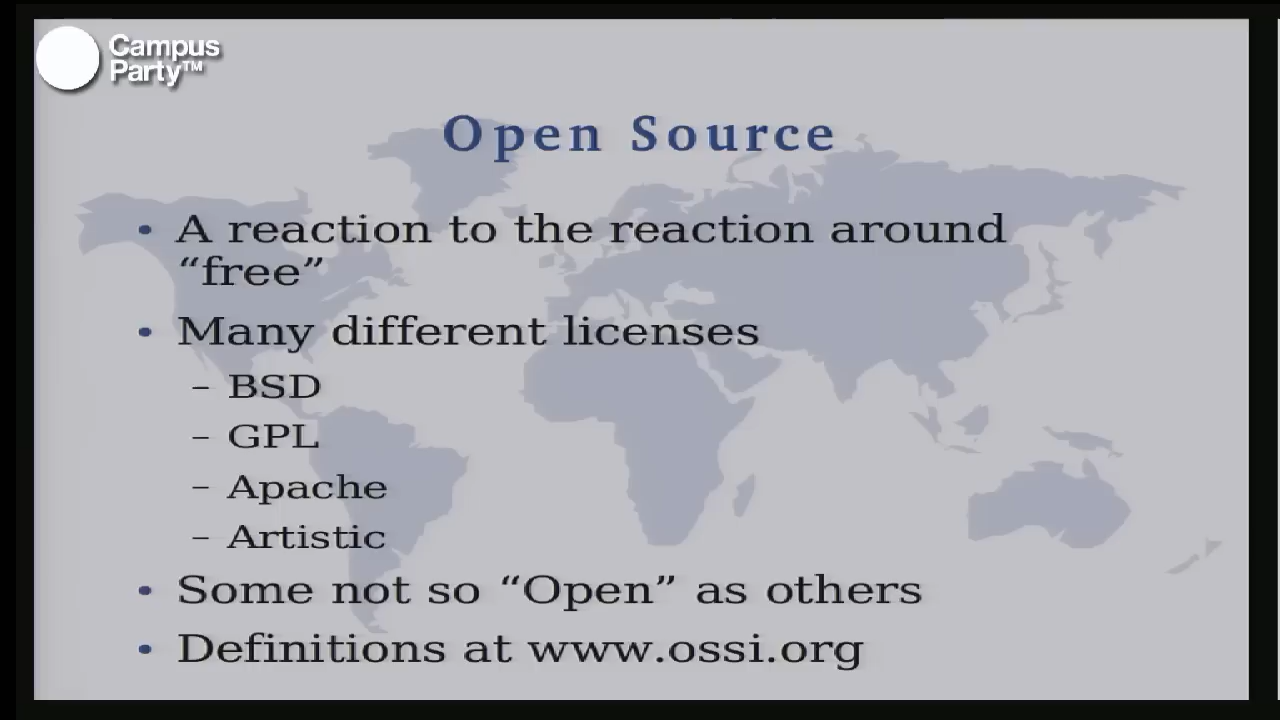 Campus
Party™
Open Source
• A reaction to the reaction around
“free”
• Many different licenses
– BSD
– GPL
– Apache
– Artistic
• Some not so “Open” as others
• Definitions at www.ossi.org